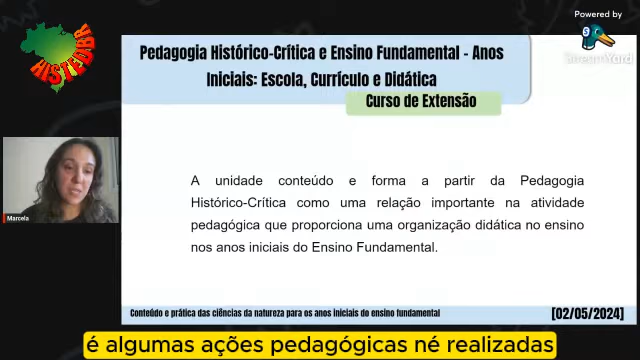 HISTEDBR
Powered by
StreamYard
Pedagogia Histórico-Crítica e Ensino Fundamental - Anos
Iniciais: Escola, Currículo e Didática
Curso de Extensão
A unidade conteúdo e forma a partir da Pedagogia
Histórico-Crítica como uma relação importante na atividade
pedagógica que proporciona uma organização didática no ensino
nos anos iniciais do Ensino Fundamental.
Marcela
Conteúdo e prática das ciências da natureza para os anos iniciais do ensino fundamental
[02/05/2024]
é algumas ações pedagógicas né realizadas